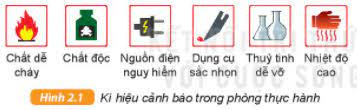 Chất dễ cháy
Chất độc
Nguồn điện nguy hiểm
Dụng cụ sắc nhọn
Thuỷ tinh dễ vỡ
Nhiệt độ cao
Hình 2.1 Kí hiệu cảnh báo trong phòng thực hành